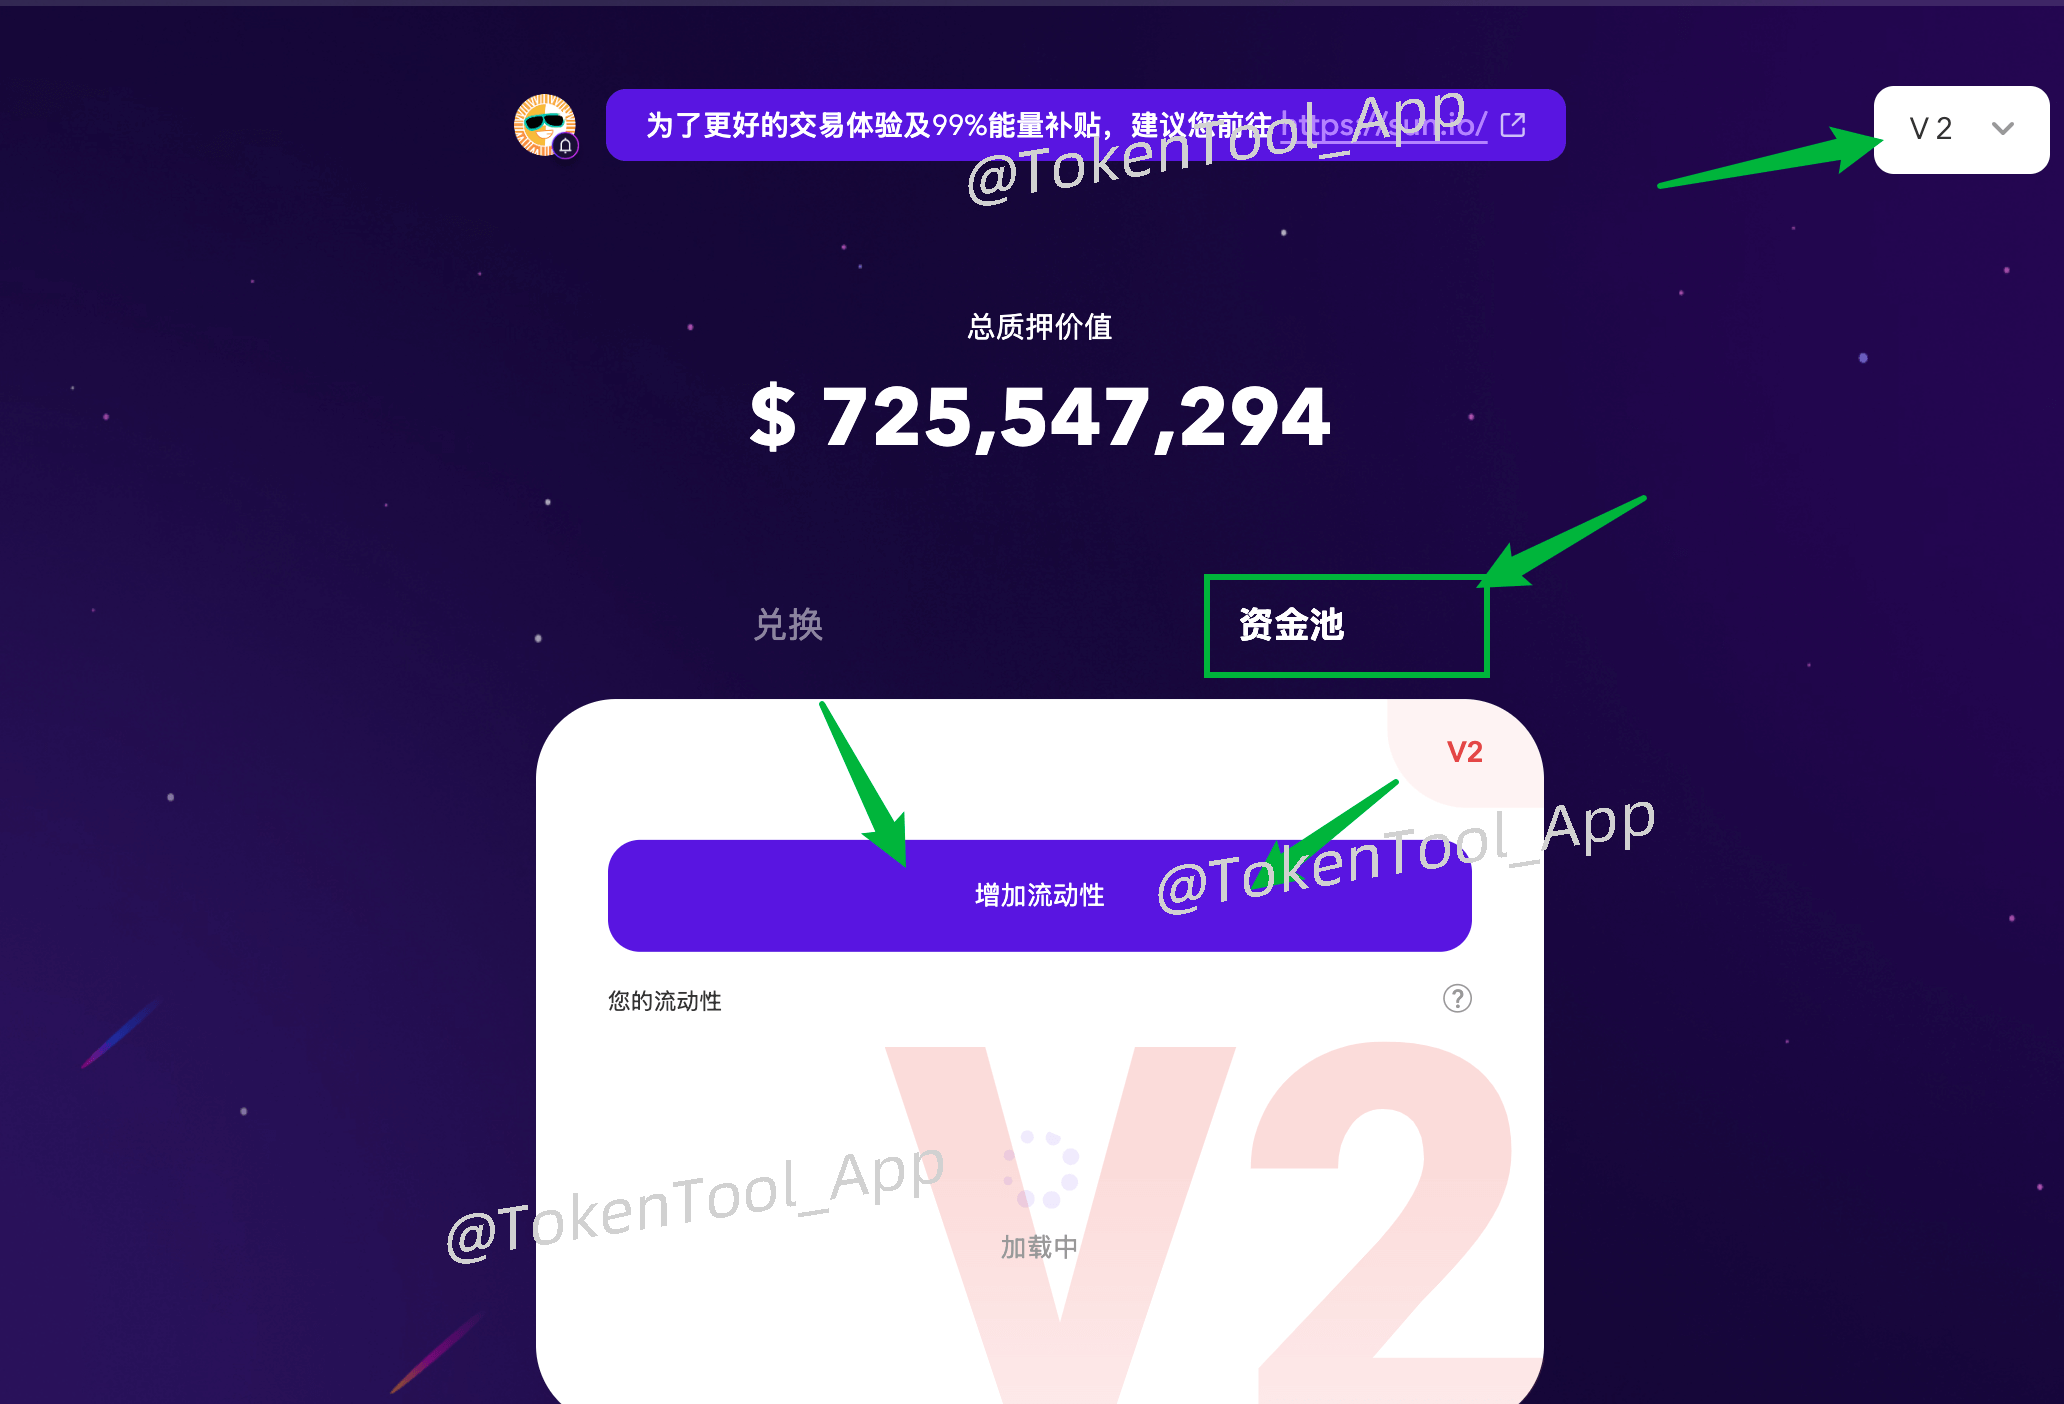 为了更好的交易体验及99%能量补贴，建议您前往 https://sun.io/
V 2
@TokenTool_App
总质押价值
$ 725,547,294
兑换
资金池
V2
增加流动性
@TokenTool_App
您的流动性
?
V2
@TokenTool_App
加载中